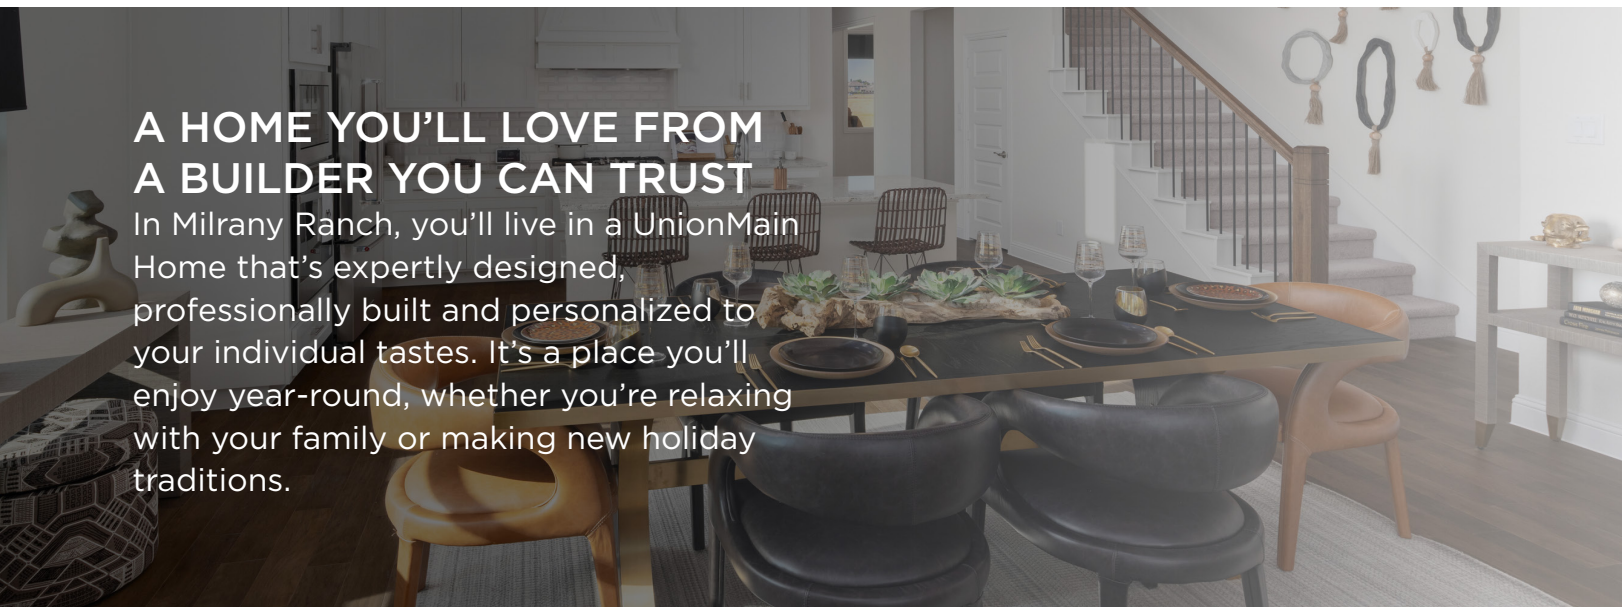 A HOME YOU’LL LOVE FROM
A BUILDER YOU CAN TRUST
In Milrany Ranch, you’ll live in a UnionMain
Home that’s expertly designed,
professionally built and personalized to
your individual tastes. It’s a place you’ll
enjoy year-round, whether you’re relaxing
with your family or making new holiday
traditions.